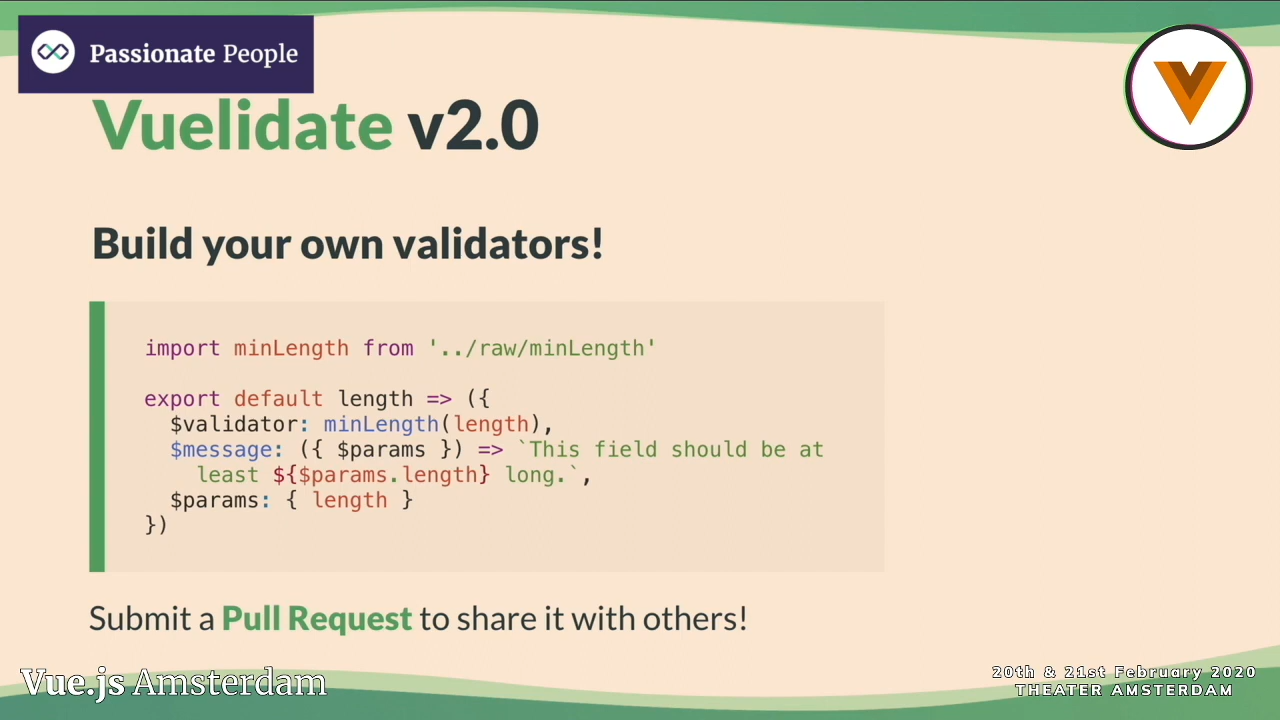 Passionate People
Vuelidate v2.0
Build your own validators!
import minLength from '../raw/minLength'
export default length => ({
$validator: minLength(length),
$message: ({ $params }) => `This field should be at
least ${$params.length} long.`,
$params: { length }
})
Submit a Pull Request to share it with others!
Vue.js Amsterdam
20th & 21st February 2020
THEATER AMSTERDAM